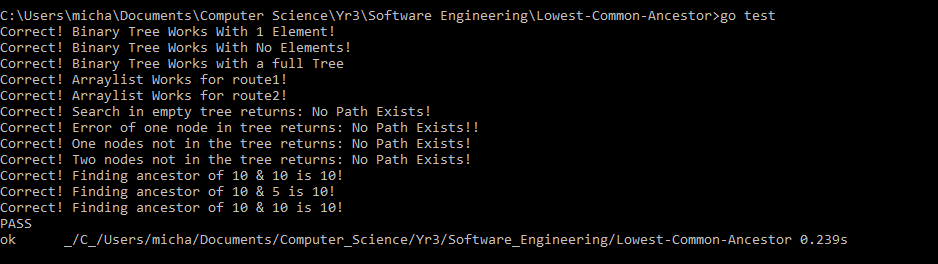 C:\Users\micha\Documents\Computer Science\Yr3\Software Engineering\Lowest-Common-Ancestor>go test
Correct! Binary Tree Works With 1 Element!
Correct! Binary Tree Works With No Elements!
Correct! Binary Tree Works with a full Tree
Correct! Arraylist Works for route1!
Correct! Arraylist Works for route2!
Correct! Search in empty tree returns: No Path Exists!
Correct! Error of one node in tree returns: No Path Exists!!
Correct! One nodes not in the tree returns: No Path Exists!
Correct! Two nodes not in the tree returns: No Path Exists!
Correct! Finding ancestor of 10 & 10 is 10!
Correct! Finding ancestor of 10 & 5 is 10!
Correct! Finding ancestor of 10 & 10 is 10!
PASS
ok      _/C_/Users/micha/Documents/Computer_Science/Yr3/Software_Engineering/Lowest-Common-Ancestor 0.239s